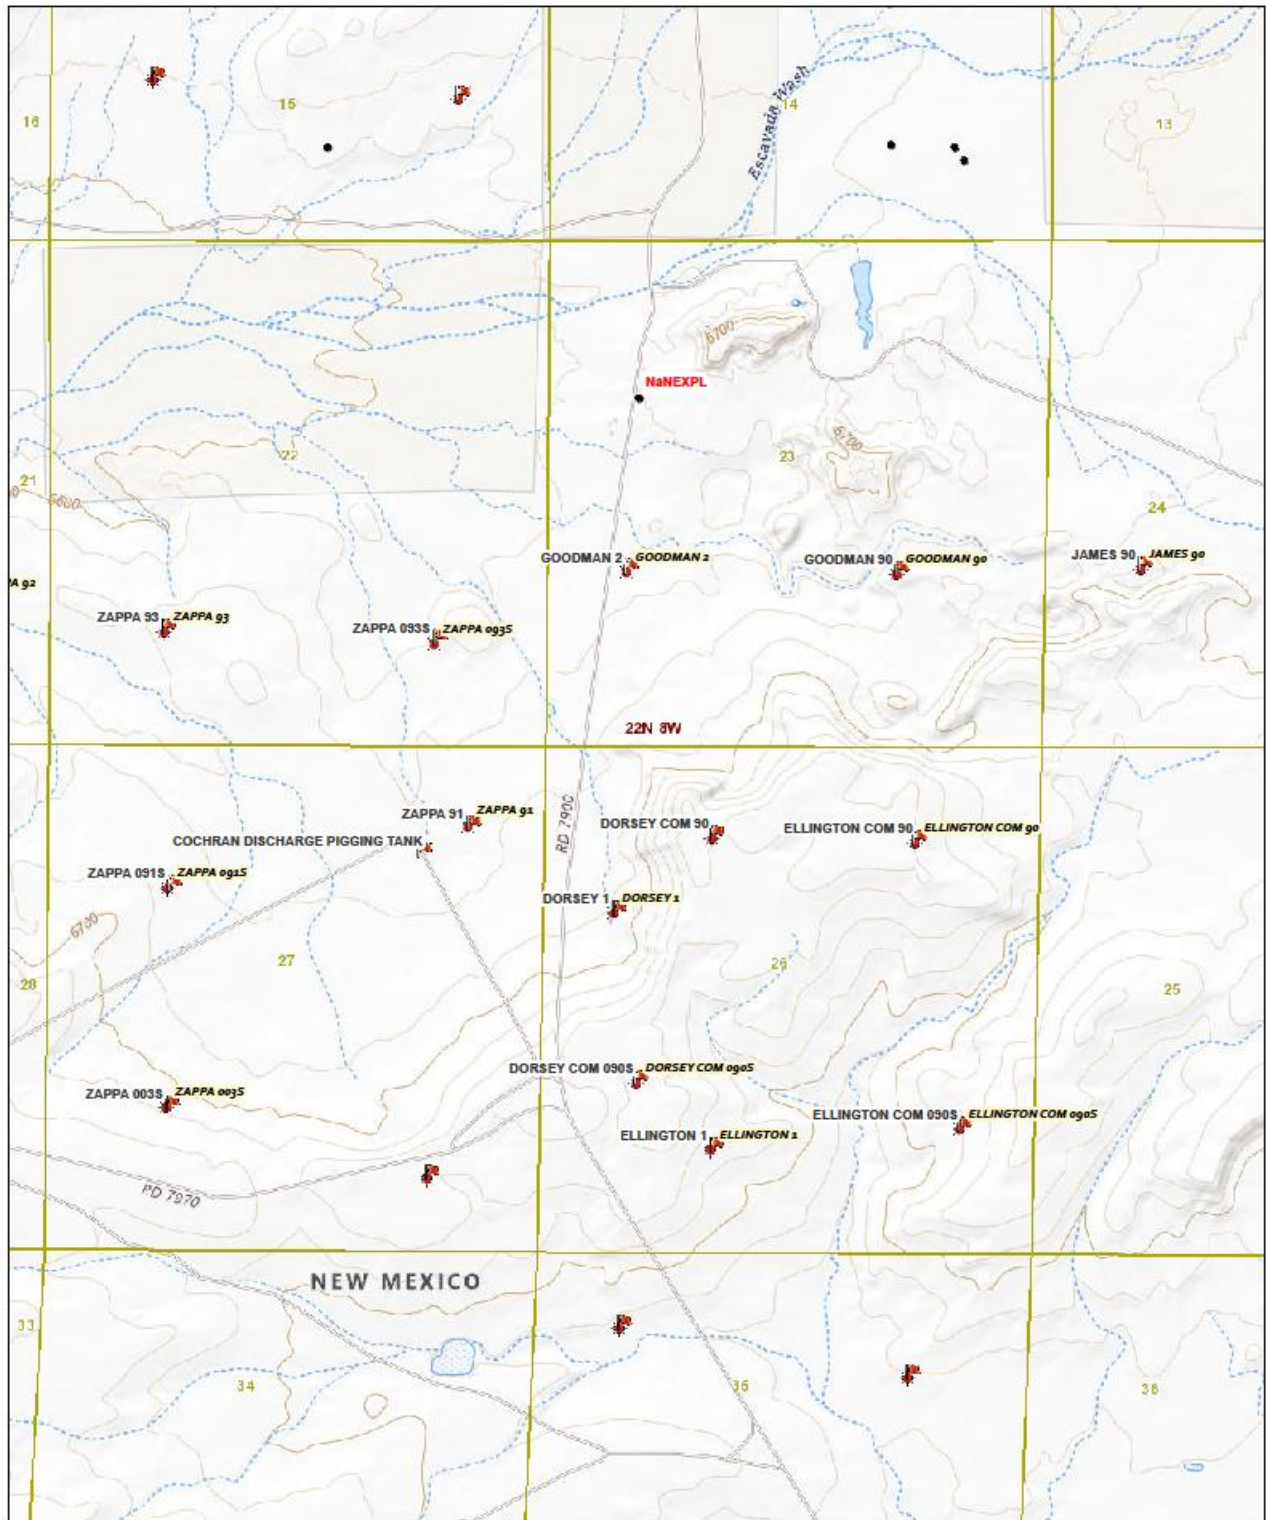 15
14
16
13
Escavada Wash
6700
NaNEXPL
6700
22
23
21
6600
24
GOODMAN 2 GOODMAN 2
GOODMAN 90 GOODMAN 90
JAMES 90 JAMES 90
PA 92
ZAPPA 93 ZAPPA 93
ZAPPA 093S ZAPPA 093S
22N 8W
ZAPPA 91 ZAPPA 91
RD 7900
DORSEY COM 90
ELLINGTON COM 90 ELLINGTON COM 90
COCHRAN DISCHARGE PIGGING TANK
ZAPPA 091S ZAPPA 091S
DORSEY 1 DORSEY 1
6700
27
26
28
25
DORSEY COM 090S DORSEY COM 090S
ZAPPA 003S ZAPPA 003S
ELLINGTON COM 090S ELLINGTON COM 090S
ELLINGTON 1 ELLINGTON 1
RD 7970
NEW MEXICO
33
34
35
36